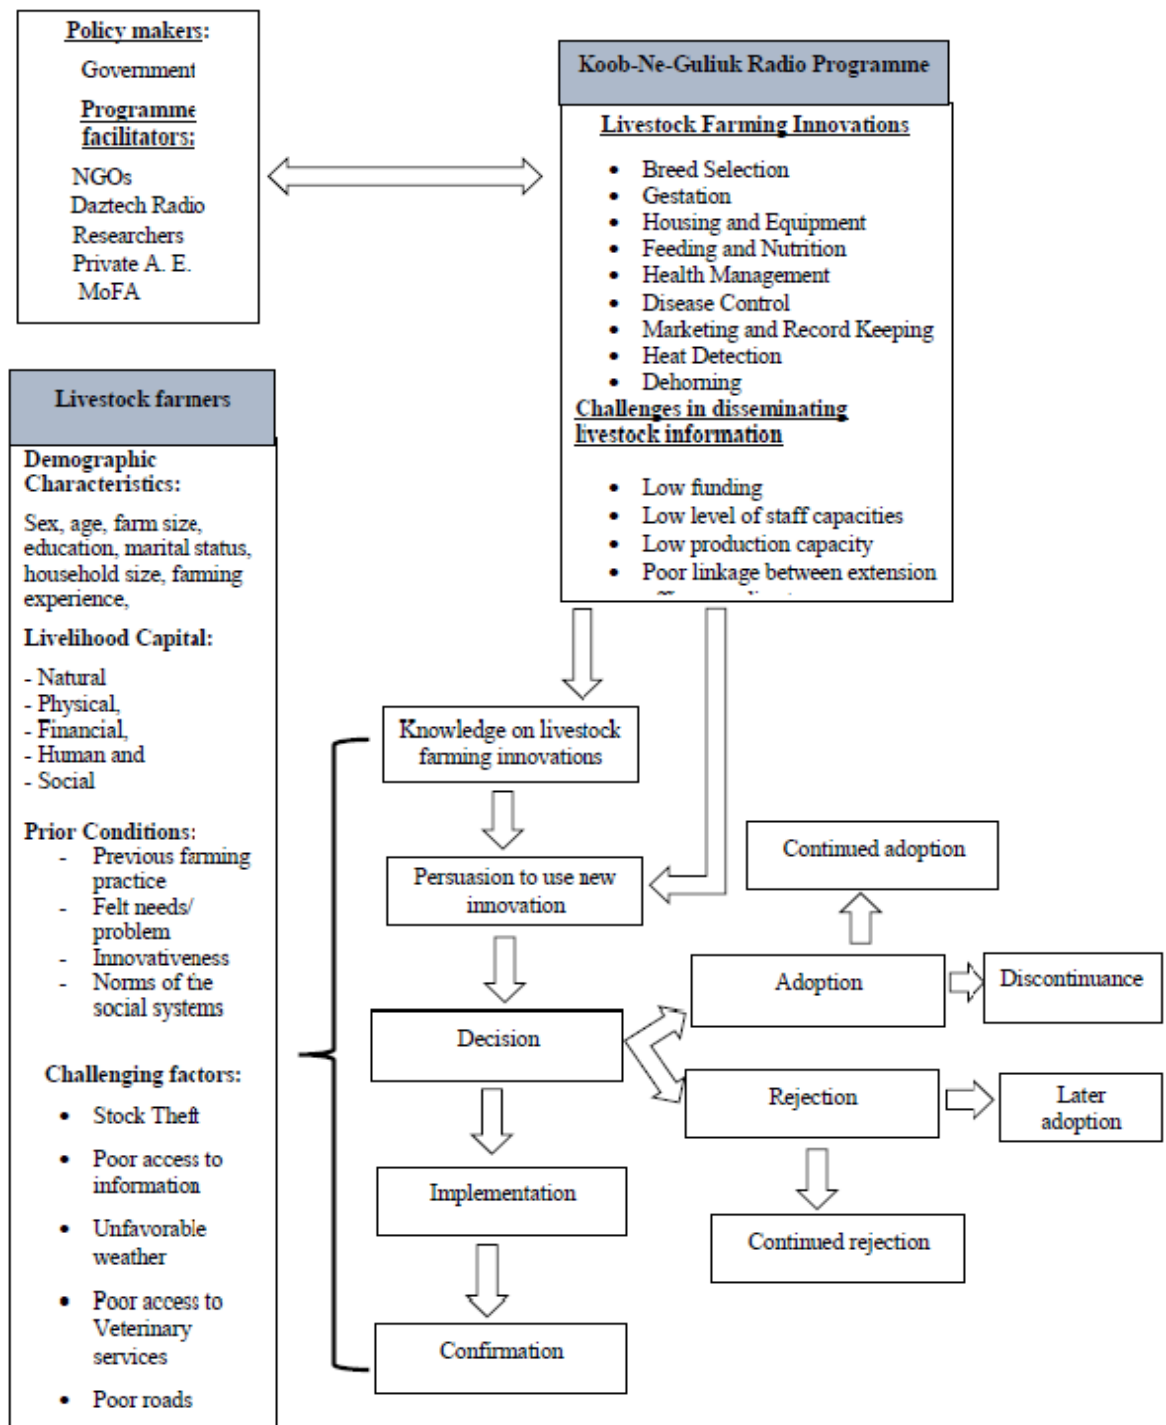 Policy makers:
Government
Programme
facilitators:
NGOs
Daztech Radio
Researchers
Private A. E.
MoFA
Koob-Ne-Guliuk Radio Programme
Livestock Farming Innovations
• Breed Selection
• Gestation
• Housing and Equipment
• Feeding and Nutrition
• Health Management
• Disease Control
• Marketing and Record Keeping
• Heat Detection
• Dehorning
Challenges in disseminating
livestock information
• Low funding
• Low level of staff capacities
• Low production capacity
• Poor linkage between extension
Livestock farmers
Demographic
Characteristics:
Sex, age, farm size,
education, marital status,
household size, farming
experience,
Livelihood Capital:
- Natural
- Physical,
- Financial,
- Human and
- Social
Prior Conditions:
- Previous farming
practice
- Felt needs/
problem
- Innovativeness
- Norms of the
social systems
Challenging factors:
• Stock Theft
• Poor access to
information
• Unfavorable
weather
• Poor access to
Veterinary
services
• Poor roads
Knowledge on livestock
farming innovations
Persuasion to use new
innovation
Decision
Implementation
Confirmation
Continued adoption
Adoption
Discontinuance
Rejection
Later
adoption
Continued rejection